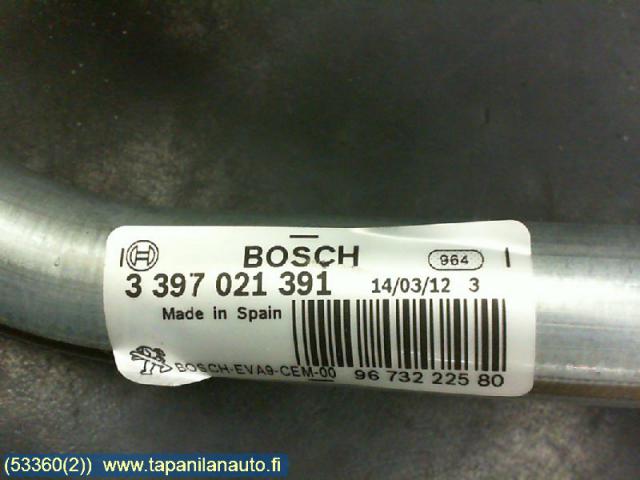 BOSCH 964
3 397 021 391 14/03/12 3
Made in Spain
BOSCH-EVA9-CEM-00 96 732 225 80
(53360(2)) www.tapanilanauto.fi